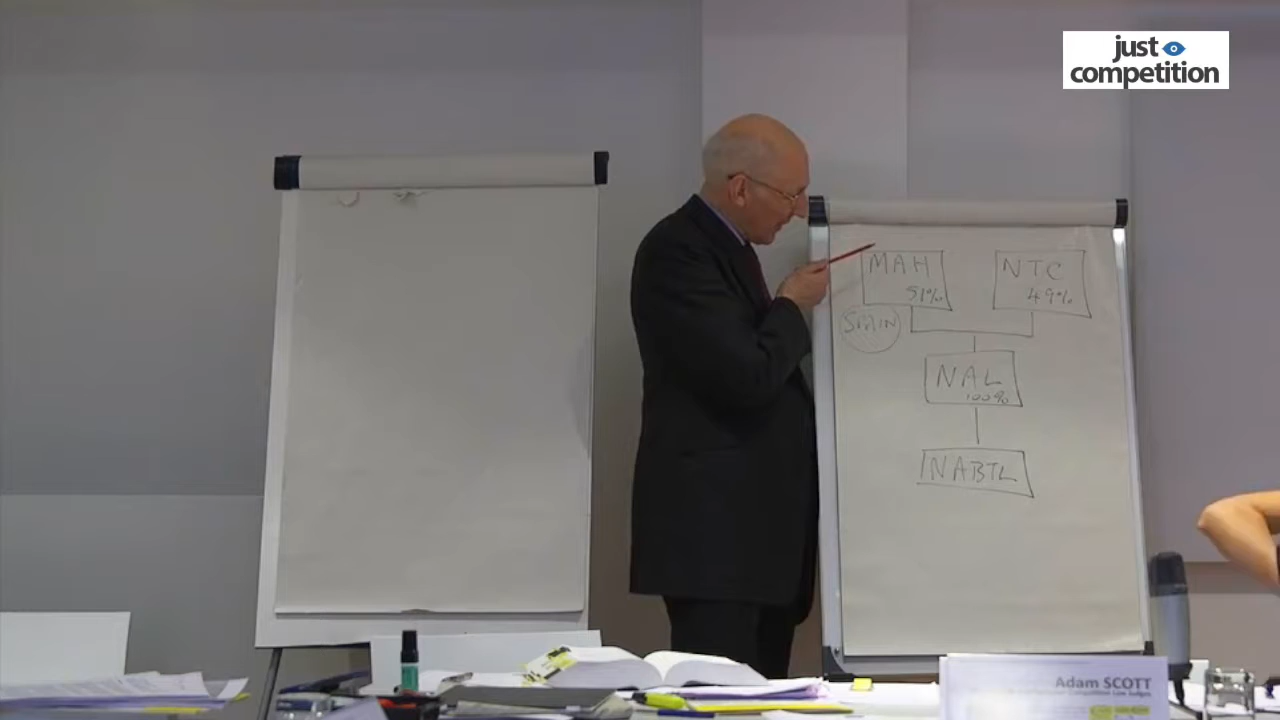 just
competition
MAH
51%
NTC
49%
SMIN
NAL
100%
NABTL
Adam SCOTT